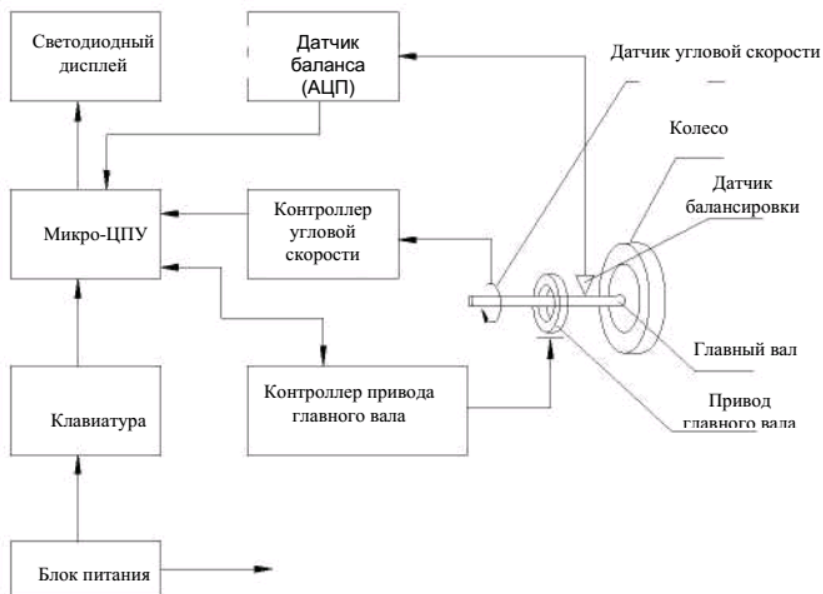 Светодиодный
дисплей
Датчик
баланса
(АЦП)
Датчик угловой скорости
Колесо
Датчик
балансировки
Микро-ЦПУ
Контроллер
угловой
скорости
Главный вал
Клавиатура
Контроллер привода
главного вала
Привод
главного вала
Блок питания